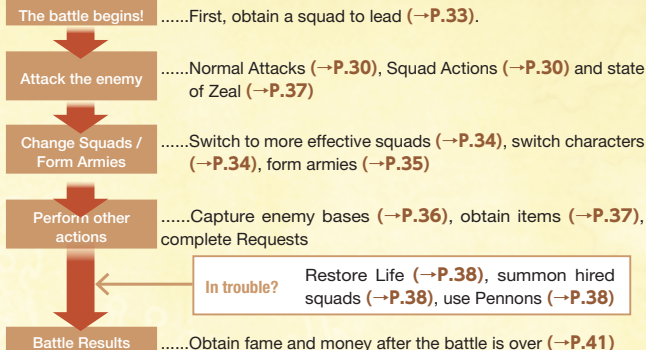 The battle begins! ......First, obtain a squad to lead (→P.33).
Attack the enemy ......Normal Attacks (→P.30), Squad Actions (→P.30) and state
of Zeal (→P.37)
Change Squads /
Form Armies
......Switch to more effective squads (→P.34), switch characters
(→P.34), form armies (→P.35)
Perform other
actions
......Capture enemy bases (→P.36), obtain items (→P.37),
complete Requests
In trouble?
Restore Life (→P.38), summon hired
squads (→P.38), use Pennons (→P.38)
Battle Results ......Obtain fame and money after the battle is over (→P.41)